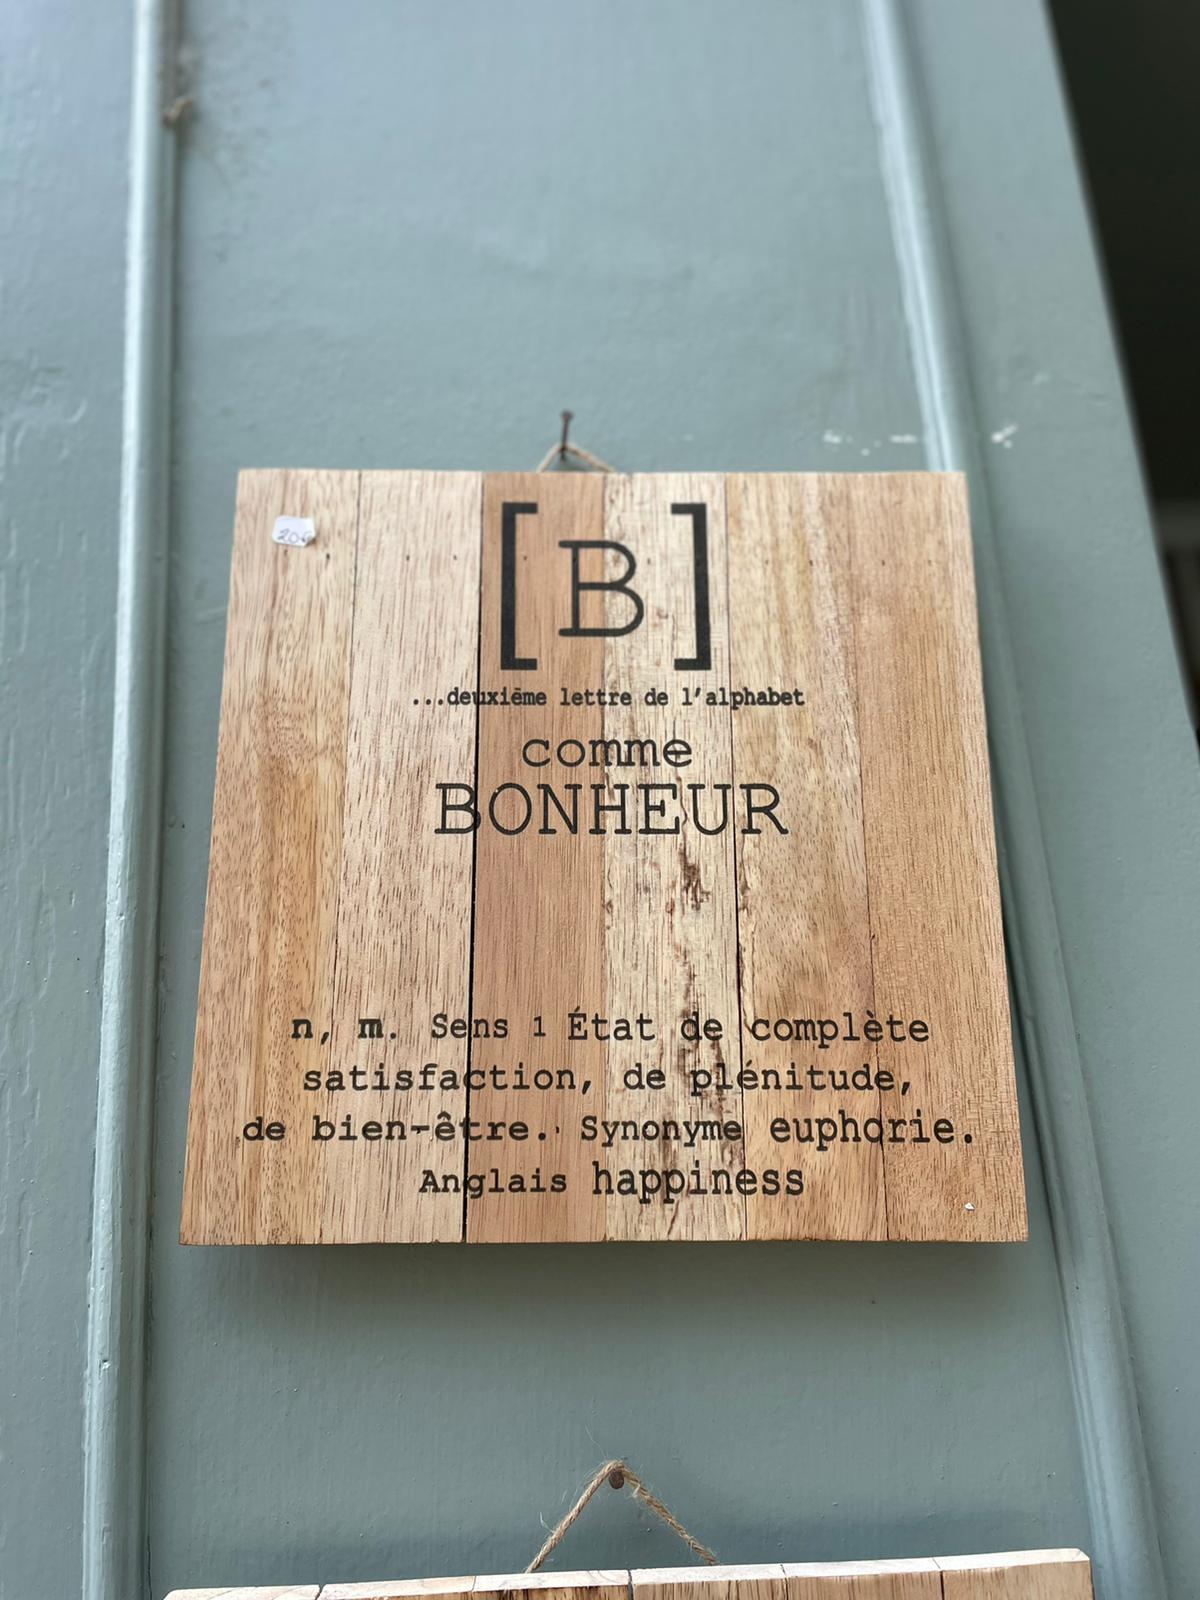 20€
[B]
...deuxième lettre de l'alphabet
comme
BONHEUR
n, m. Sens 1 État de complète
satisfaction, de plénitude,
de bien-être. Synonyme euphorie.
Anglais happiness